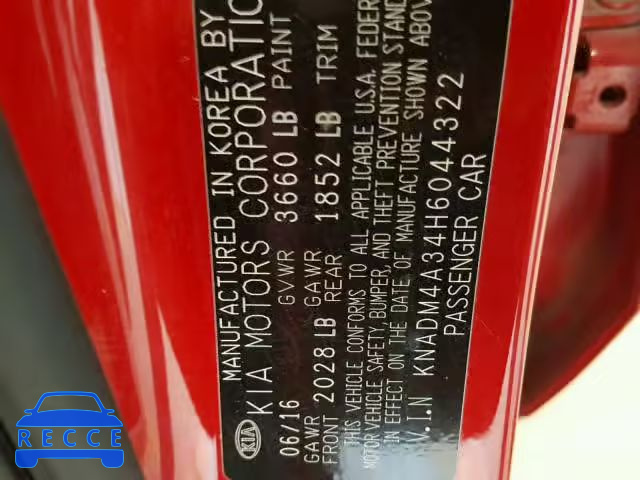 MANUFACTURED IN KOREA BY
KIA MOTORS CORPORATIO
06/16 GVWR 3660 LB PAINT
GAWR FRONT 2028 LB GAWR REAR 1852 LB TRIM
THIS VEHICLE CONFORMS TO ALL APPLICABLE U.S.A. FEDER
MOTOR VEHICLE SAFETY, BUMPER, AND THEFT PREVENTION STAND
IN EFFECT ON THE DATE OF MANUFACTURE SHOWN ABOV
V.I.N KNADM4A34H6044322
PASSENGER CAR
KIA
RECCE